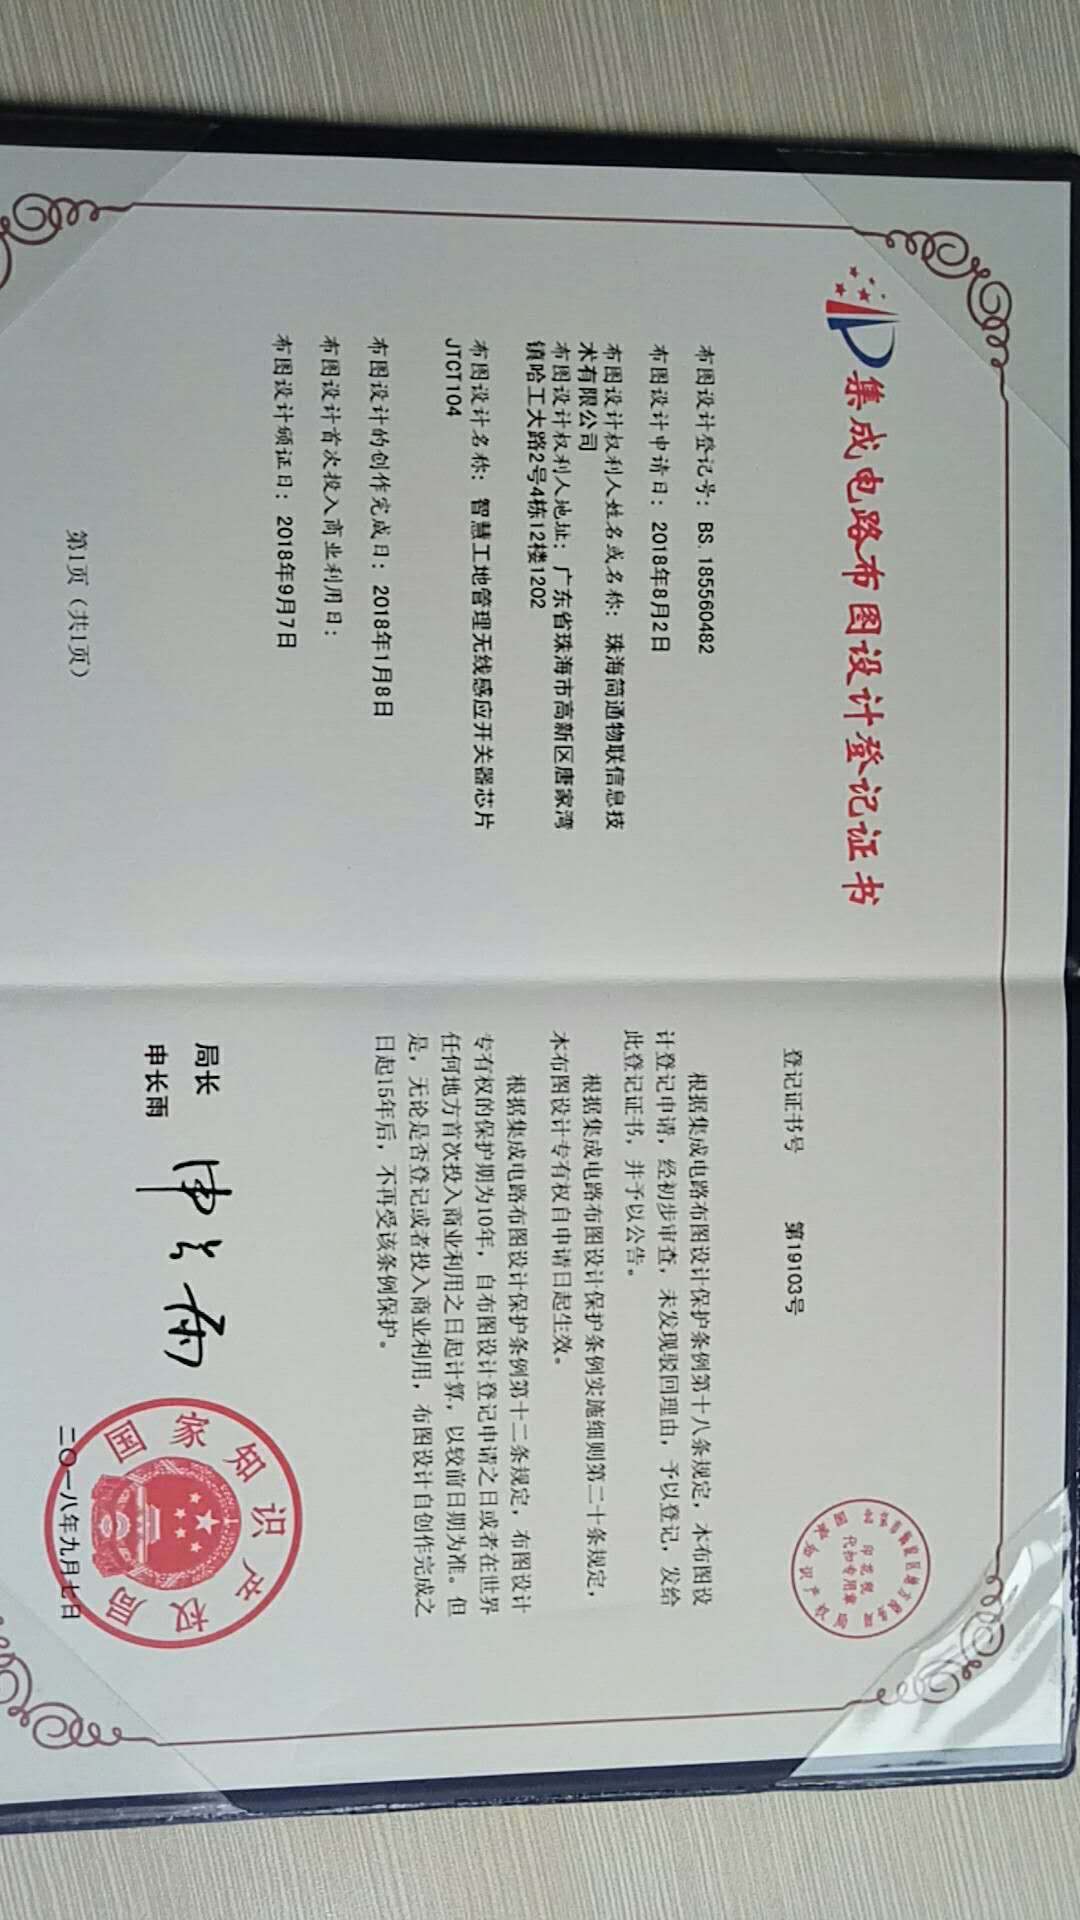 集成电路布图设计登记证书
布图设计登记号：BS.185560482
布图设计申请日：2018年8月2日
布图设计权利人姓名或名称：珠海简通物联信息技
术有限公司
布图设计权利人地址：广东省珠海市高新区唐家湾
镇哈工大路2号4栋12楼1202
布图设计名称：智慧工地管理无线感应开关器芯片
JTCT104
布图设计的创作完成日：2018年1月8日
布图设计首次投入商业利用日：
布图设计颁证日：2018年9月7日
第1页（共1页）
登记证书号 第19103号
根据集成电路布图设计保护条例第十八条规定，本布图设
计登记申请，经初步审查，未发现驳回理由，予以登记，发给
此登记证书，并予以公告。
根据集成电路布图设计保护条例实施细则第二十条规定，
本布图设计专有权自申请日起生效。
根据集成电路布图设计保护条例第十二条规定，布图设计
专有权的保护期为10年，自布图设计登记申请之日或者在世界
任何地方首次投入商业利用之日起计算，以较前日期为准。但
是，无论是否登记或者投入商业利用，布图设计自创作完成之
日起15年后，不再受该条例保护。
局长
申长雨
申长雨
国家知识产权局
二〇一八年九月七日
印花税
代扣专用章
国家知识产权局